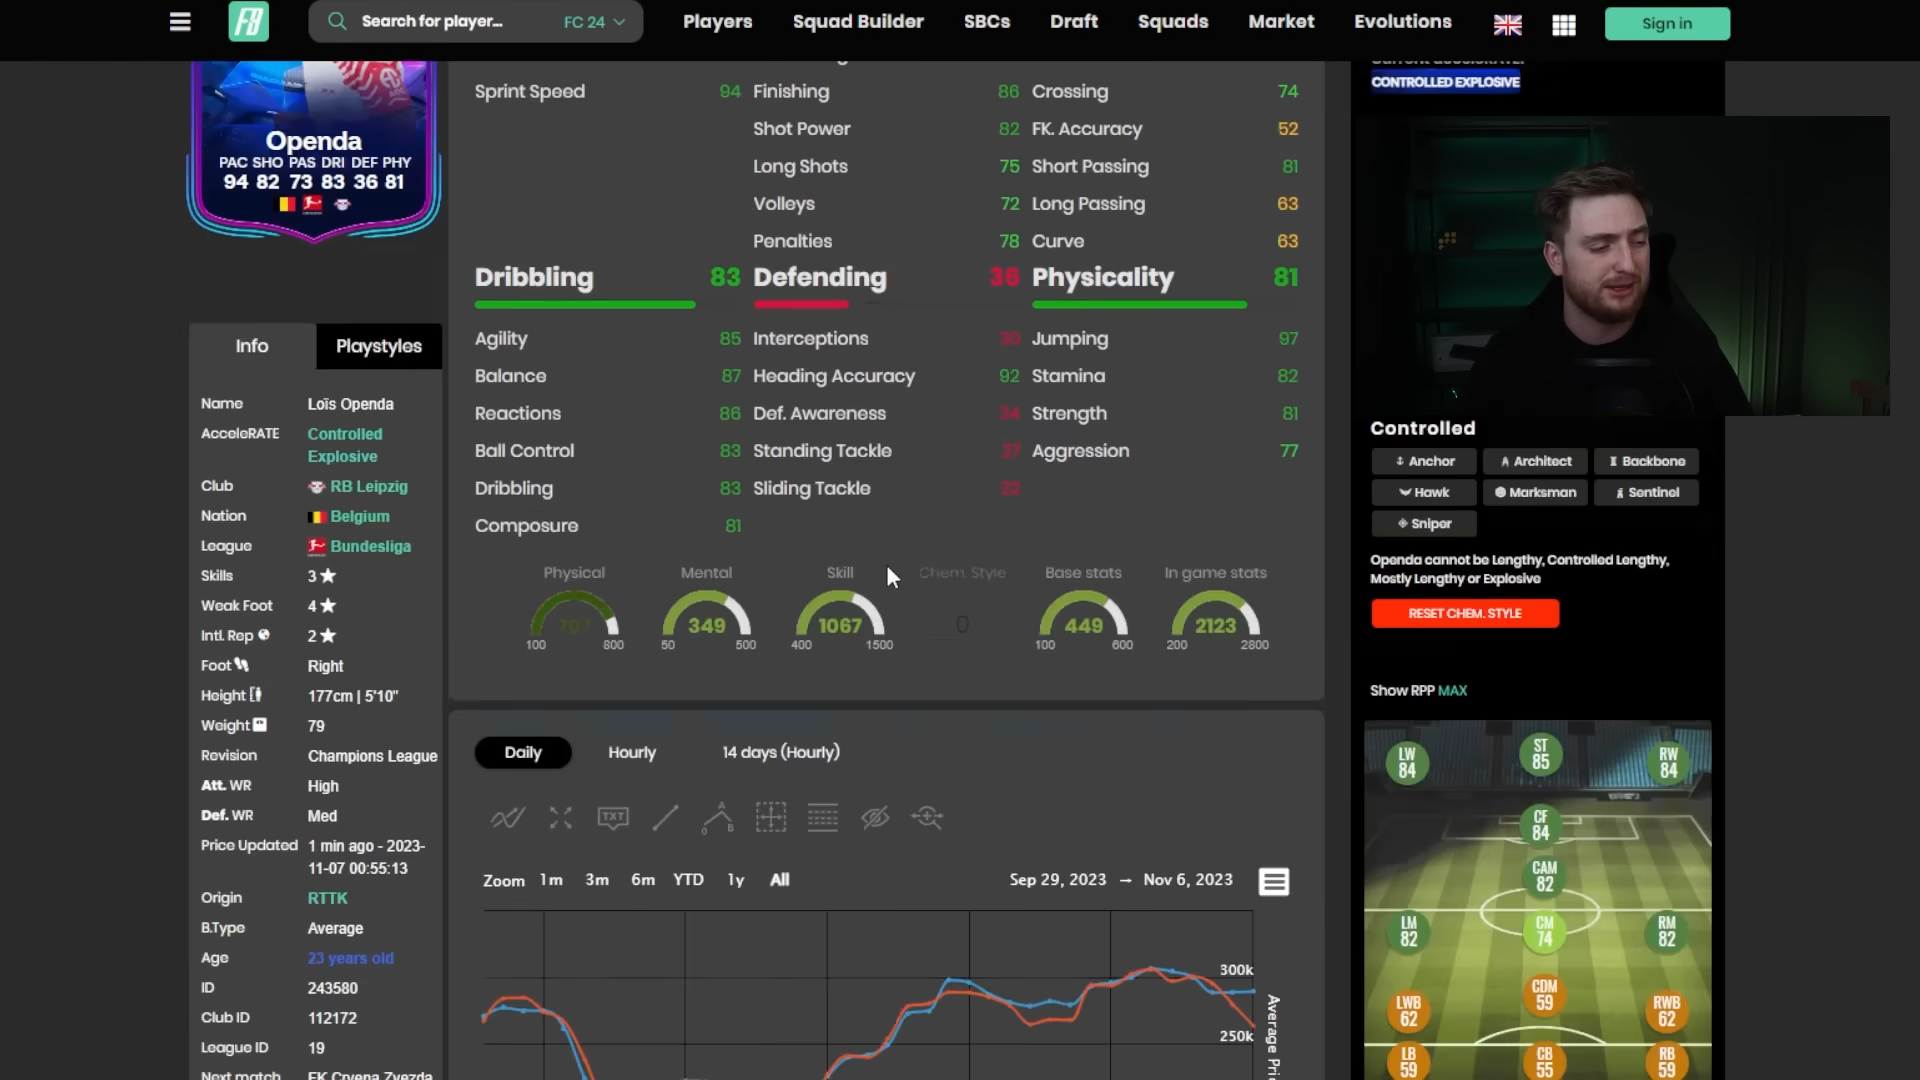 Search for player...
FC 24
Players
Squad Builder
SBCs
Draft
Squads
Market
Evolutions
Sign in
Openda
PAC SHO PAS DRI DEF PHY
94 82 73 83 36 81
Sprint Speed 94
Finishing 86
Shot Power 82
Long Shots 75
Volleys 72
Penalties 78
Crossing 74
FK. Accuracy 52
Short Passing 81
Long Passing 63
Curve 63
Dribbling 83
Agility 85
Balance 87
Reactions 86
Ball Control 83
Dribbling 83
Composure 81
Defending 36
Interceptions 30
Heading Accuracy 92
Def. Awareness 34
Standing Tackle 37
Sliding Tackle 22
Physicality 81
Jumping 97
Stamina 82
Strength 81
Aggression 77
Physical
707
100 800
Mental
349
50 500
Skill
1067
400 1500
Chem. Style
0
Base stats
449
100 600
In game stats
2123
200 2800
Info
Playstyles
Name Loïs Openda
AcceleRATE Controlled
Explosive
Club RB Leipzig
Nation Belgium
League Bundesliga
Skills 3
Weak Foot 4
Intl. Rep 2
Foot Right
Height 177cm | 5'10"
Weight 79
Revision Champions League
Att. WR High
Def. WR Med
Price Updated 1 min ago - 2023-
11-07 00:55:13
Origin RTTK
B.Type Average
Age 23 years old
ID 243580
Club ID 112172
League ID 19
Next match FK Crvena Zvezda
Daily
Hourly
14 days (Hourly)
TXT
A
0 B
Zoom 1m 3m 6m YTD 1y All
Sep 29, 2023 → Nov 6, 2023
300k
250k
CONTROLLED EXPLOSIVE
Controlled
Anchor
Architect
Backbone
Hawk
Marksman
Sentinel
Sniper
Openda cannot be Lengthy, Controlled Lengthy,
Mostly Lengthy or Explosive
RESET CHEM. STYLE
Show RPP MAX
LW
84
ST
85
RW
84
CF
84
CAM
82
LM
82
CM
74
RM
82
LWB
62
CDM
59
RWB
62
LB
59
CB
55
RB
59